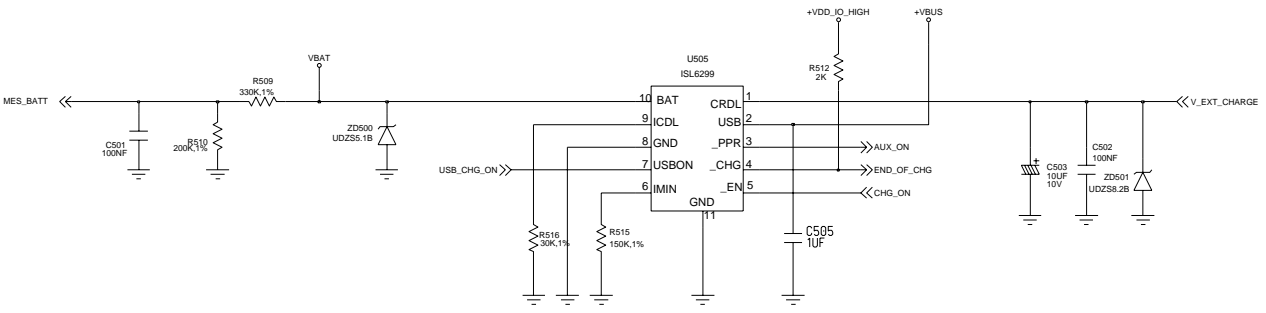 +VDD_IO_HIGH
+VBUS
VBAT
U505
ISL6299
R512
2K
R509
330K,1%
MES_BATT
V_EXT_CHARGE
10 BAT
CRDL 1
9 ICDL
USB 2
8 GND
_PPR 3
AUX_ON
7 USBON
_CHG 4
END_OF_CHG
6 IMIN
_EN 5
CHG_ON
GND
11
USB_CHG_ON
C501
100NF
R510
200K,1%
ZD500
UDZS5.1B
C503
10UF
10V
+
C502
100NF
ZD501
UDZS8.2B
R516
30K,1%
R515
150K,1%
C505
1UF